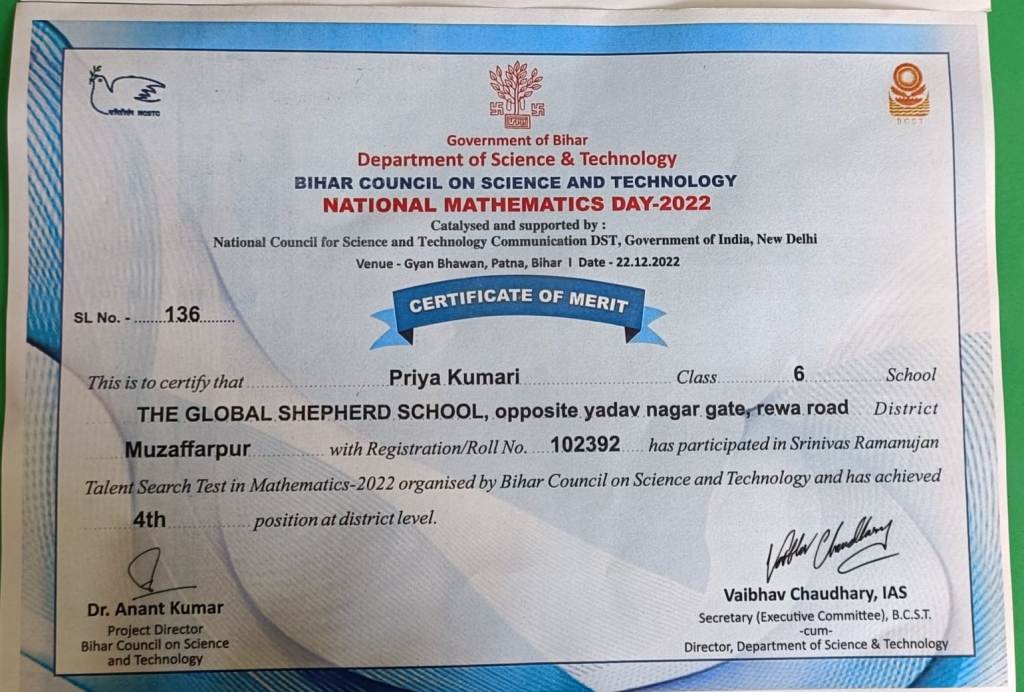 NCSTC
BCST
Government of Bihar
Department of Science & Technology
BIHAR COUNCIL ON SCIENCE AND TECHNOLOGY
NATIONAL MATHEMATICS DAY-2022
Catalysed and supported by :
National Council for Science and Technology Communication DST, Government of India, New Delhi
Venue - Gyan Bhawan, Patna, Bihar I Date - 22.12.2022
CERTIFICATE OF MERIT
SL No. - ........136.........
This is to certify that Priya Kumari Class 6 School
THE GLOBAL SHEPHERD SCHOOL, opposite yadav nagar gate, rewa road District
Muzaffarpur with Registration/Roll No. 102392 has participated in Srinivas Ramanujan
Talent Search Test in Mathematics-2022 organised by Bihar Council on Science and Technology and has achieved
4th position at district level.
Vaibhav Chaudhary
Dr. Anant Kumar
Project Director
Bihar Council on Science
and Technology
Vaibhav Chaudhary, IAS
Secretary (Executive Committee), B.C.S.T.
-cum-
Director, Department of Science & Technology